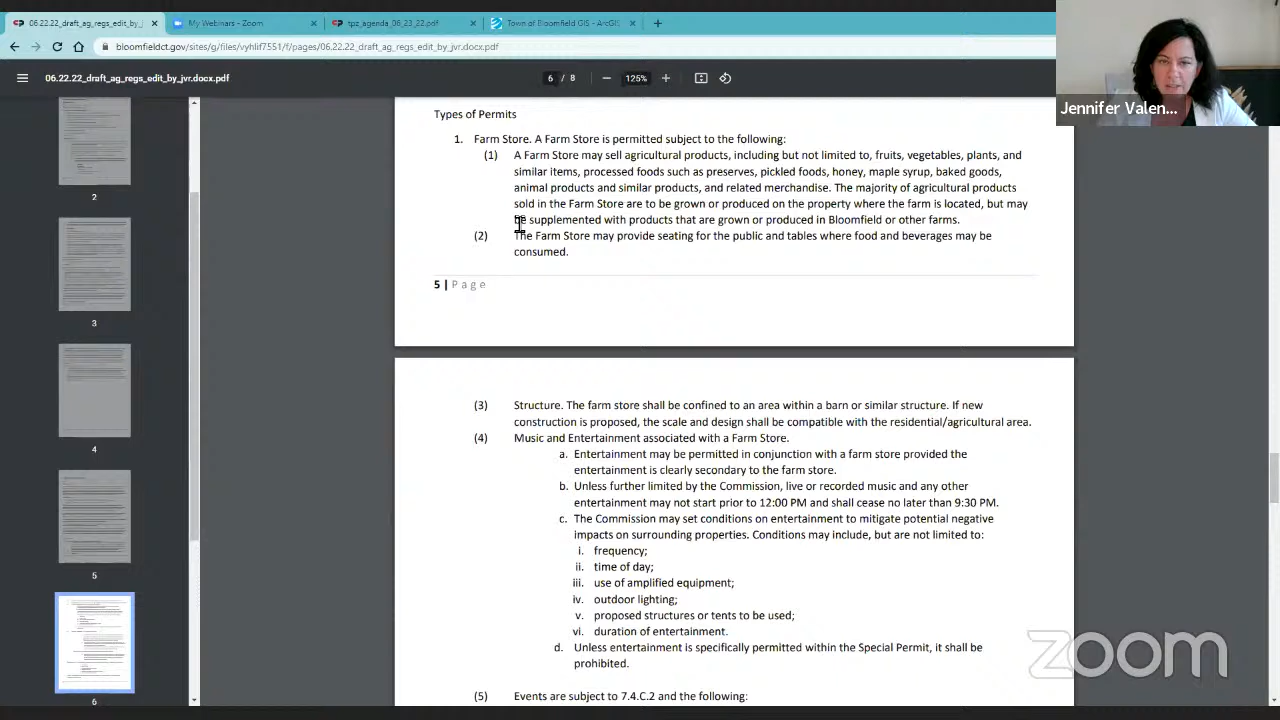 06.22.22_draft_ag_regs_edit_by_
My Webinars - Zoom
tpz_agenda_06_23_22.pdf
Town of Bloomfield GIS - ArcGIS
bloomfieldct.gov/sites/g/files/vyhlif7551/f/pages/06.22.22_draft_ag_regs_edit_by_jvr.docx.pdf
06.22.22_draft_ag_regs_edit_by_jvr.docx.pdf
6 / 8
125%
Jennifer Valen...
2
3
4
5
6
Types of Permits
1. Farm Store. A Farm Store is permitted subject to the following:
(1) A Farm Store may sell agricultural products, including but not limited to, fruits, vegetables, plants, and
similar items, processed foods such as preserves, pickled foods, honey, maple syrup, baked goods,
animal products and similar products, and related merchandise. The majority of agricultural products
sold in the Farm Store are to be grown or produced on the property where the farm is located, but may
be supplemented with products that are grown or produced in Bloomfield or other farms.
(2) The Farm Store may provide seating for the public and tables where food and beverages may be
consumed.
5 | Page
(3) Structure. The farm store shall be confined to an area within a barn or similar structure. If new
construction is proposed, the scale and design shall be compatible with the residential/agricultural area.
(4) Music and Entertainment associated with a Farm Store.
a. Entertainment may be permitted in conjunction with a farm store provided the
entertainment is clearly secondary to the farm store.
b. Unless further limited by the Commission, live or recorded music and any other
entertainment may not start prior to 12:00 PM and shall cease no later than 9:30 PM.
c. The Commission may set conditions on entertainment to mitigate potential negative
impacts on surrounding properties. Conditions may include, but are not limited to:
i. frequency;
ii. time of day;
iii. use of amplified equipment;
iv. outdoor lighting;
v. proposed structures or tents to be used;
vi. duration of entertainment.
d. Unless entertainment is specifically permitted within the Special Permit, it shall be
prohibited.
(5) Events are subject to 7.4.C.2 and the following:
zoom